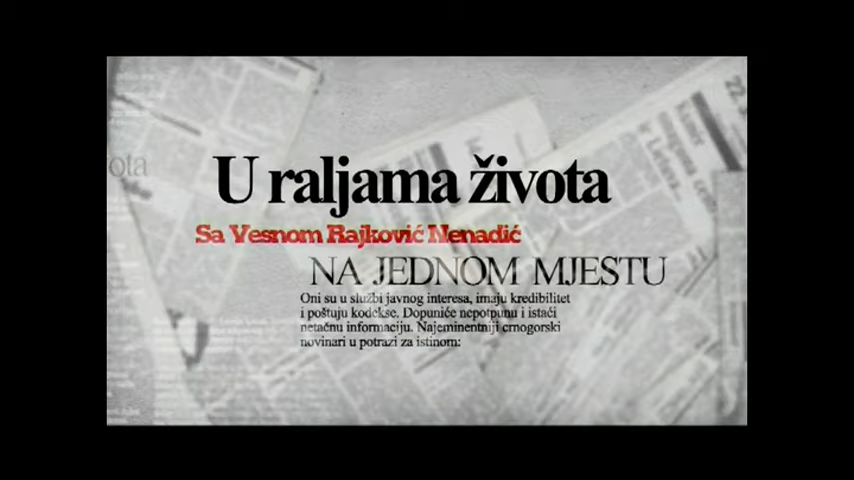 U raljama života
Sa Vesnom Rajković Nenadić
NA JEDNOM MJESTU
Oni su u službi javnog interesa, imaju kredibilitet
i poštuju kodekse. Dopuniće nepotpunu i istaći
netačnu informaciju. Najeminentniji crnogorski
novinari u potrazi za istinom:
ota